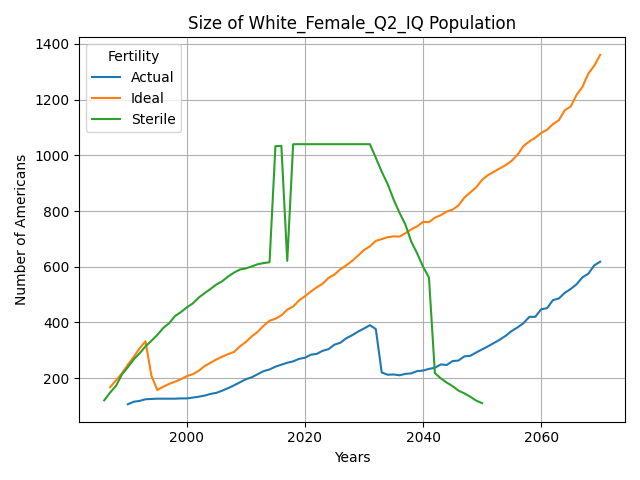 Size of White_Female_Q2_IQ Population
Fertility
Actual
Ideal
Sterile
Number of Americans
1400
1200
1000
800
600
400
200
2000
2020
2040
2060
Years